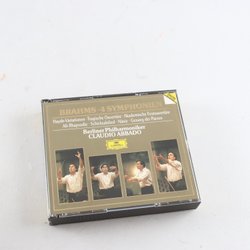 BRAHMS · 4 SYMPHONIEN
Haydn-Variationen · Tragische Ouvertüre · Akademische Festouvertüre
Alt-Rhapsodie · Schicksalslied · Nänie · Gesang der Parzen
Berliner Philharmoniker
CLAUDIO ABBADO